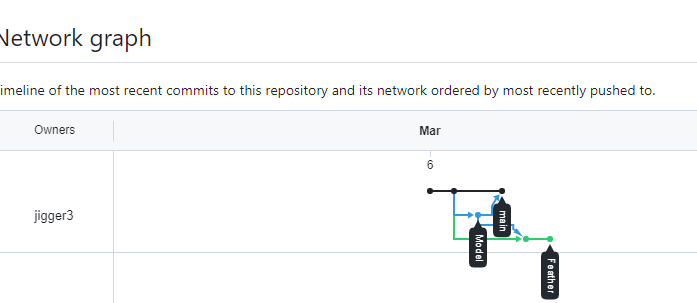 Network graph
imeline of the most recent commits to this repository and its network ordered by most recently pushed to.
Owners
Mar
6
jigger3
main
Model
Feather